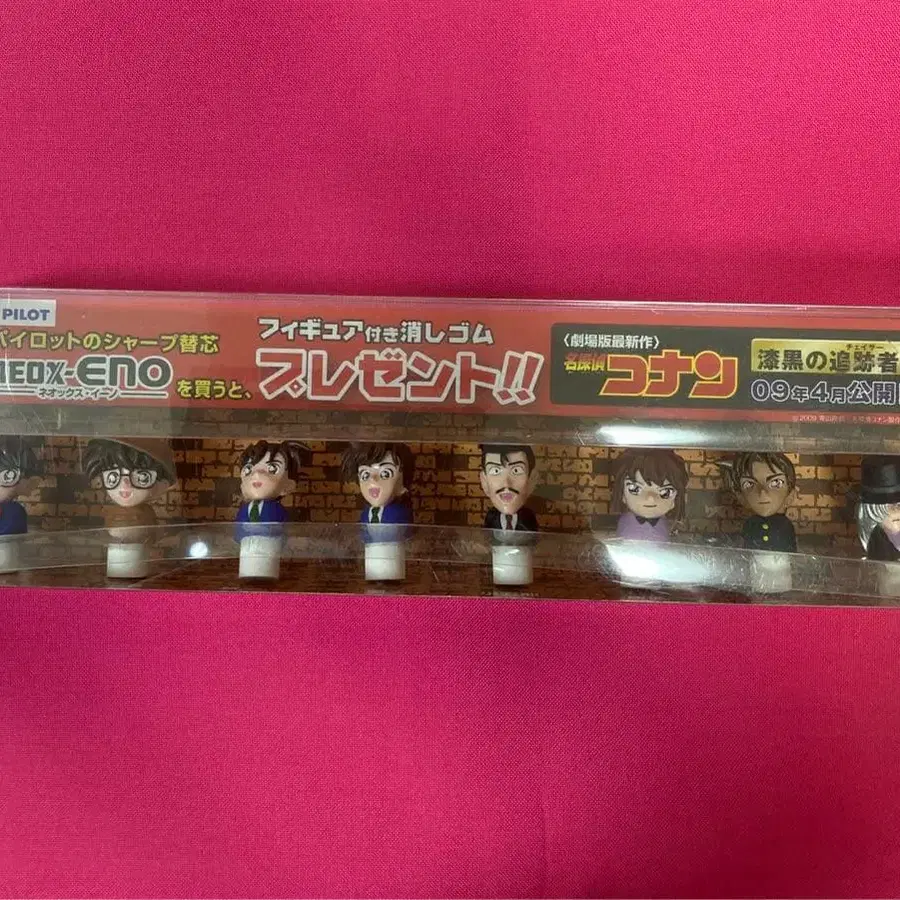 PILOT
パイロットのシャープ替芯
NEOX-ENO
ネオックス・イーノ
を買うと、
フィギュア付き消しゴム
プレゼント!!
〈劇場版最新作〉
名探偵
コナン
チェイサー
漆黒の追跡者
09年4月公開